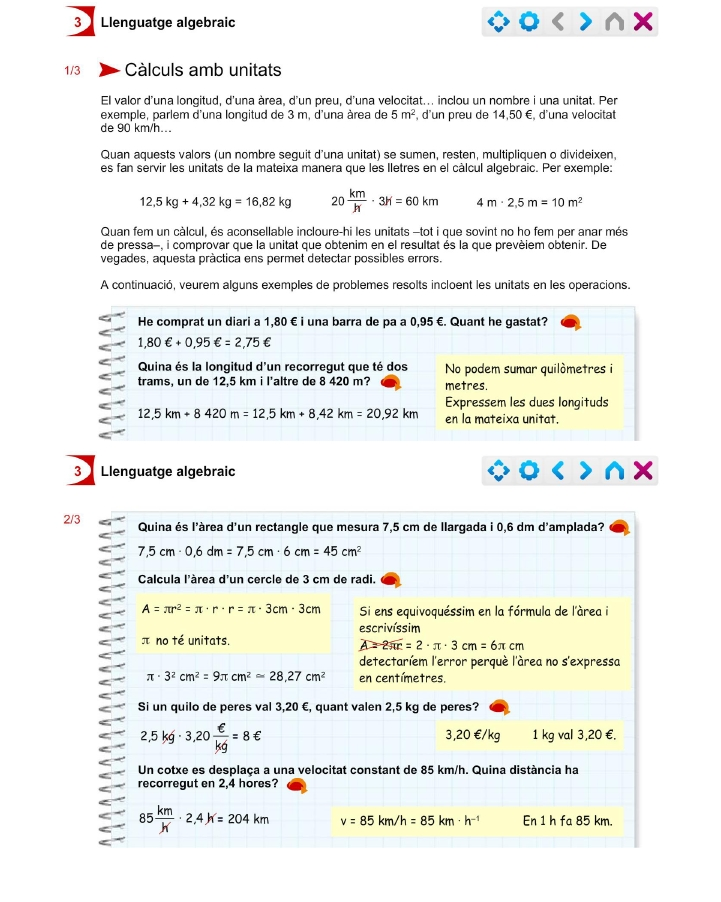 3 Llenguatge algebraic
1/3 Càlculs amb unitats
El valor d'una longitud, d'una àrea, d'un preu, d'una velocitat… inclou un nombre i una unitat. Per
exemple, parlem d'una longitud de 3 m, d'una àrea de 5 m², d'un preu de 14,50 €, d'una velocitat
de 90 km/h…
Quan aquests valors (un nombre seguit d'una unitat) se sumen, resten, multipliquen o divideixen,
es fan servir les unitats de la mateixa manera que les lletres en el càlcul algebraic. Per exemple:
12,5 kg + 4,32 kg = 16,82 kg 20 km/h · 3h = 60 km 4 m · 2,5 m = 10 m²
Quan fem un càlcul, és aconsellable incloure-hi les unitats –tot i que sovint no ho fem per anar més
de pressa–, i comprovar que la unitat que obtenim en el resultat és la que prevèiem obtenir. De
vegades, aquesta pràctica ens permet detectar possibles errors.
A continuació, veurem alguns exemples de problemes resolts incloent les unitats en les operacions.
He comprat un diari a 1,80 € i una barra de pa a 0,95 €. Quant he gastat?
1,80 € + 0,95 € = 2,75 €
Quina és la longitud d'un recorregut que té dos
trams, un de 12,5 km i l'altre de 8 420 m?
12,5 km + 8 420 m = 12,5 km + 8,42 km = 20,92 km
No podem sumar quilòmetres i
metres.
Expressem les dues longituds
en la mateixa unitat.
3 Llenguatge algebraic
2/3
Quina és l'àrea d'un rectangle que mesura 7,5 cm de llargada i 0,6 dm d'amplada?
7,5 cm · 0,6 dm = 7,5 cm · 6 cm = 45 cm²
Calcula l'àrea d'un cercle de 3 cm de radi.
A = πr² = π · r · r = π · 3cm · 3cm
π no té unitats.
π · 3² cm² = 9π cm² ≃ 28,27 cm²
Si ens equivoquéssim en la fórmula de l'àrea i
escrivíssim
A = 2πr = 2 · π · 3 cm = 6π cm
detectaríem l'error perquè l'àrea no s'expressa
en centímetres.
Si un quilo de peres val 3,20 €, quant valen 2,5 kg de peres?
2,5 kg · 3,20 €/kg = 8 €
3,20 €/kg 1 kg val 3,20 €.
Un cotxe es desplaça a una velocitat constant de 85 km/h. Quina distància ha
recorregut en 2,4 hores?
85 km/h · 2,4 h = 204 km
v = 85 km/h = 85 km · h⁻¹ En 1 h fa 85 km.